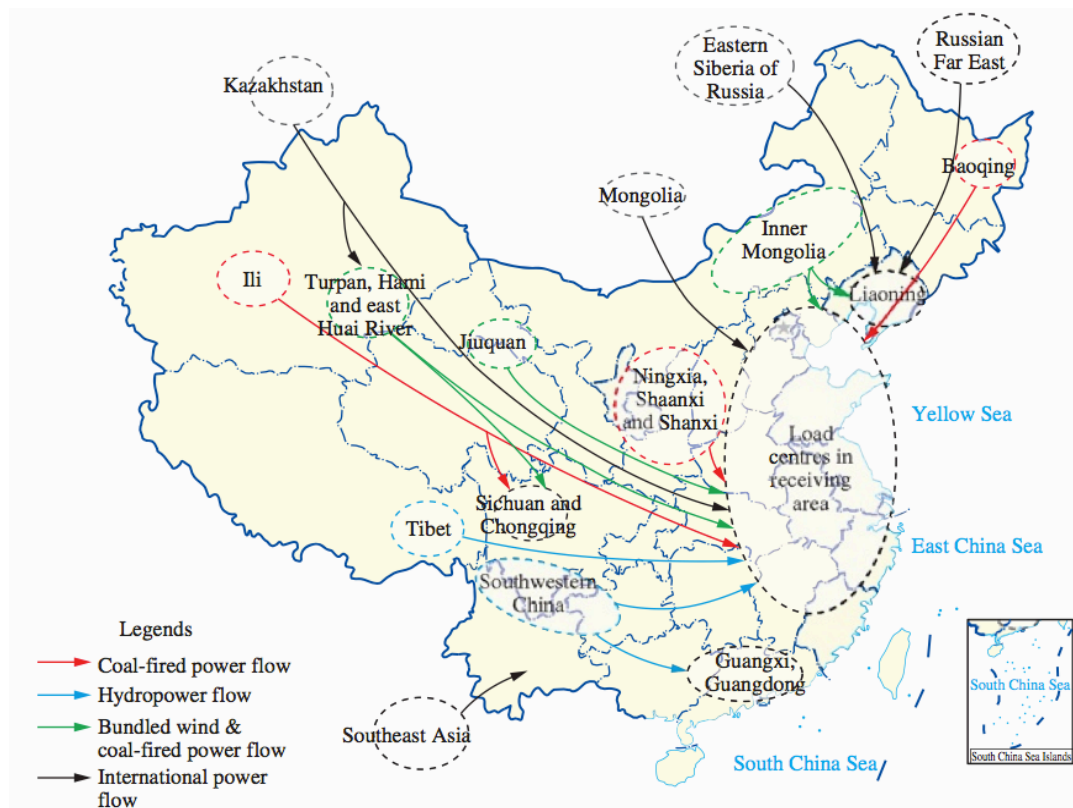 Kazakhstan
Eastern
Siberia of
Russia
Russian
Far East
Baoqing
Mongolia
Inner
Mongolia
Ili
Turpan, Hami
and east
Huai River
Liaoning
Jiuquan
Ningxia,
Shaanxi
and Shanxi
Yellow Sea
Load
centres in
receiving
area
Sichuan and
Chongqing
Tibet
East China Sea
Southwestern
China
Legends
Coal-fired power flow
Hydropower flow
Bundled wind &
coal-fired power flow
International power
flow
Guangxi,
Guangdong
Southeast Asia
South China Sea
South China Sea
South China Sea Islands